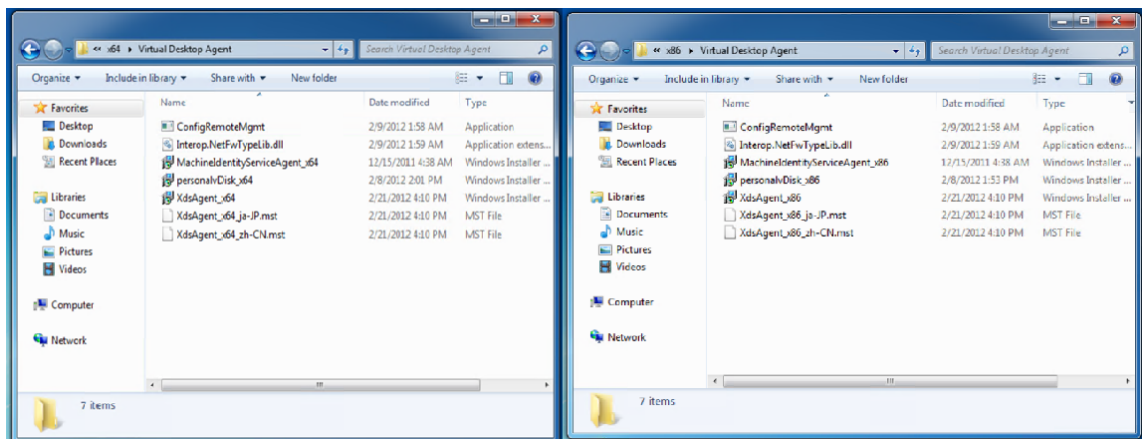 « x64 ▸ Virtual Desktop Agent
Search Virtual Desktop Agent
Organize
Include in library
Share with
New folder
Favorites
Desktop
Downloads
Recent Places
Libraries
Documents
Music
Pictures
Videos
Computer
Network
Name Date modified Type
ConfigRemoteMgmt 2/9/2012 1:58 AM Application
Interop.NetFwTypeLib.dll 2/9/2012 1:59 AM Application extens...
MachineIdentityServiceAgent_x64 12/15/2011 4:38 AM Windows Installer ...
personalvDisk_x64 2/8/2012 2:01 PM Windows Installer ...
XdsAgent_x64 2/21/2012 4:10 PM Windows Installer ...
XdsAgent_x64_ja-JP.mst 2/21/2012 4:10 PM MST File
XdsAgent_x64_zh-CN.mst 2/21/2012 4:10 PM MST File
7 items
« x86 ▸ Virtual Desktop Agent
Search Virtual Desktop Agent
Organize
Include in library
Share with
New folder
Favorites
Desktop
Downloads
Recent Places
Libraries
Documents
Music
Pictures
Videos
Computer
Network
Name Date modified Type
ConfigRemoteMgmt 2/9/2012 1:58 AM Application
Interop.NetFwTypeLib.dll 2/9/2012 1:59 AM Application extens...
MachineIdentityServiceAgent_x86 12/15/2011 4:38 AM Windows Installer ...
personalvDisk_x86 2/8/2012 1:53 PM Windows Installer ...
XdsAgent_x86 2/21/2012 4:10 PM Windows Installer ...
XdsAgent_x86_ja-JP.mst 2/21/2012 4:10 PM MST File
XdsAgent_x86_zh-CN.mst 2/21/2012 4:10 PM MST File
7 items